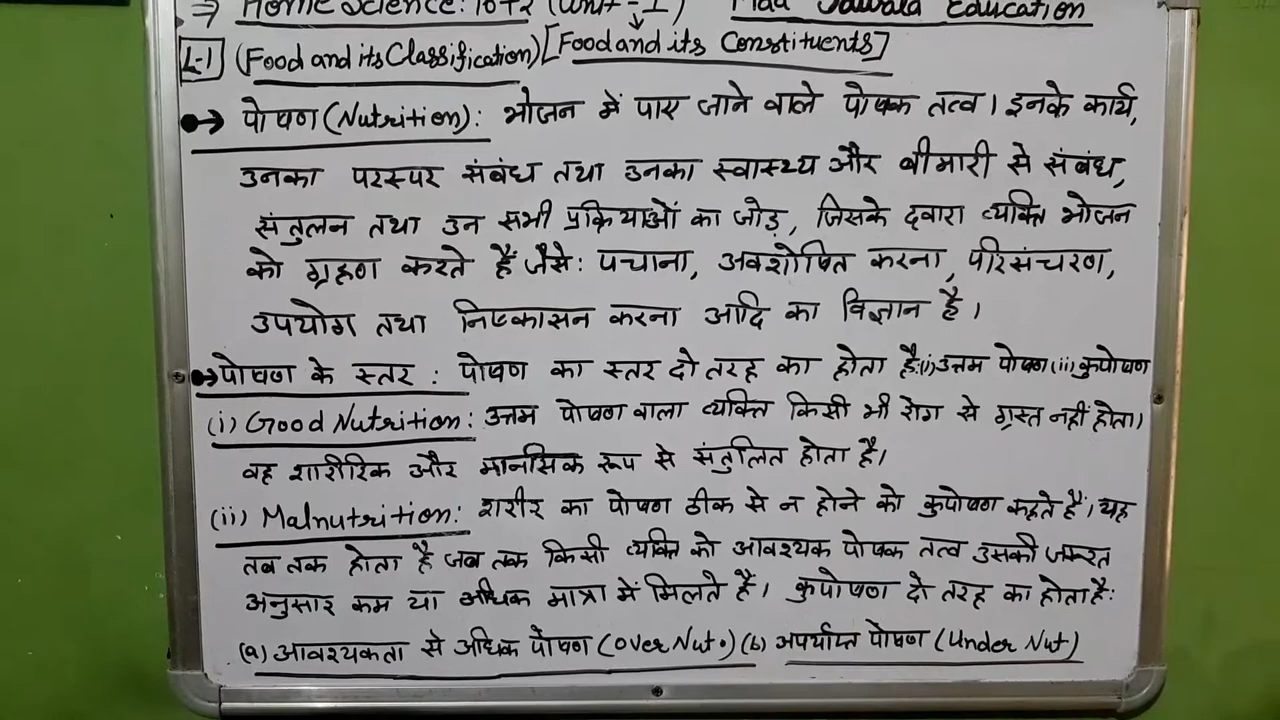 ⇒ Home Science: 10+2 (Unit-I) Maa Jawala Education
L-1 (Food and its Classification) [Food and its Constituents]
पोषण (Nutrition): भोजन में पाए जाने वाले पोषक तत्व। इनके कार्य,
उनका परस्पर संबंध तथा उनका स्वास्थ्य और बीमारी से संबंध,
संतुलन तथा उन सभी प्रक्रियाओं का जोड़, जिसके द्वारा व्यक्ति भोजन
को ग्रहण करते हैं जैसे: पचाना, अवशोषित करना, परिसंचरण,
उपयोग तथा निष्कासन करना आदि का विज्ञान है।
पोषण के स्तर: पोषण का स्तर दो तरह का होता है:(i) उत्तम पोषण (ii) कुपोषण
(i) Good Nutrition: उत्तम पोषण वाला व्यक्ति किसी भी रोग से ग्रस्त नहीं होता।
वह शारीरिक और मानसिक रूप से संतुलित होता है।
(ii) Malnutrition: शरीर का पोषण ठीक से न होने को कुपोषण कहते हैं। यह
तब तक होता है जब तक किसी व्यक्ति को आवश्यक पोषक तत्व उसकी जरूरत
अनुसार कम या अधिक मात्रा में मिलते है। कुपोषण दो तरह का होता है:
(a) आवश्यकता से अधिक पोषण (Over Nut.) (b) अपर्याप्त पोषण (Under Nut)